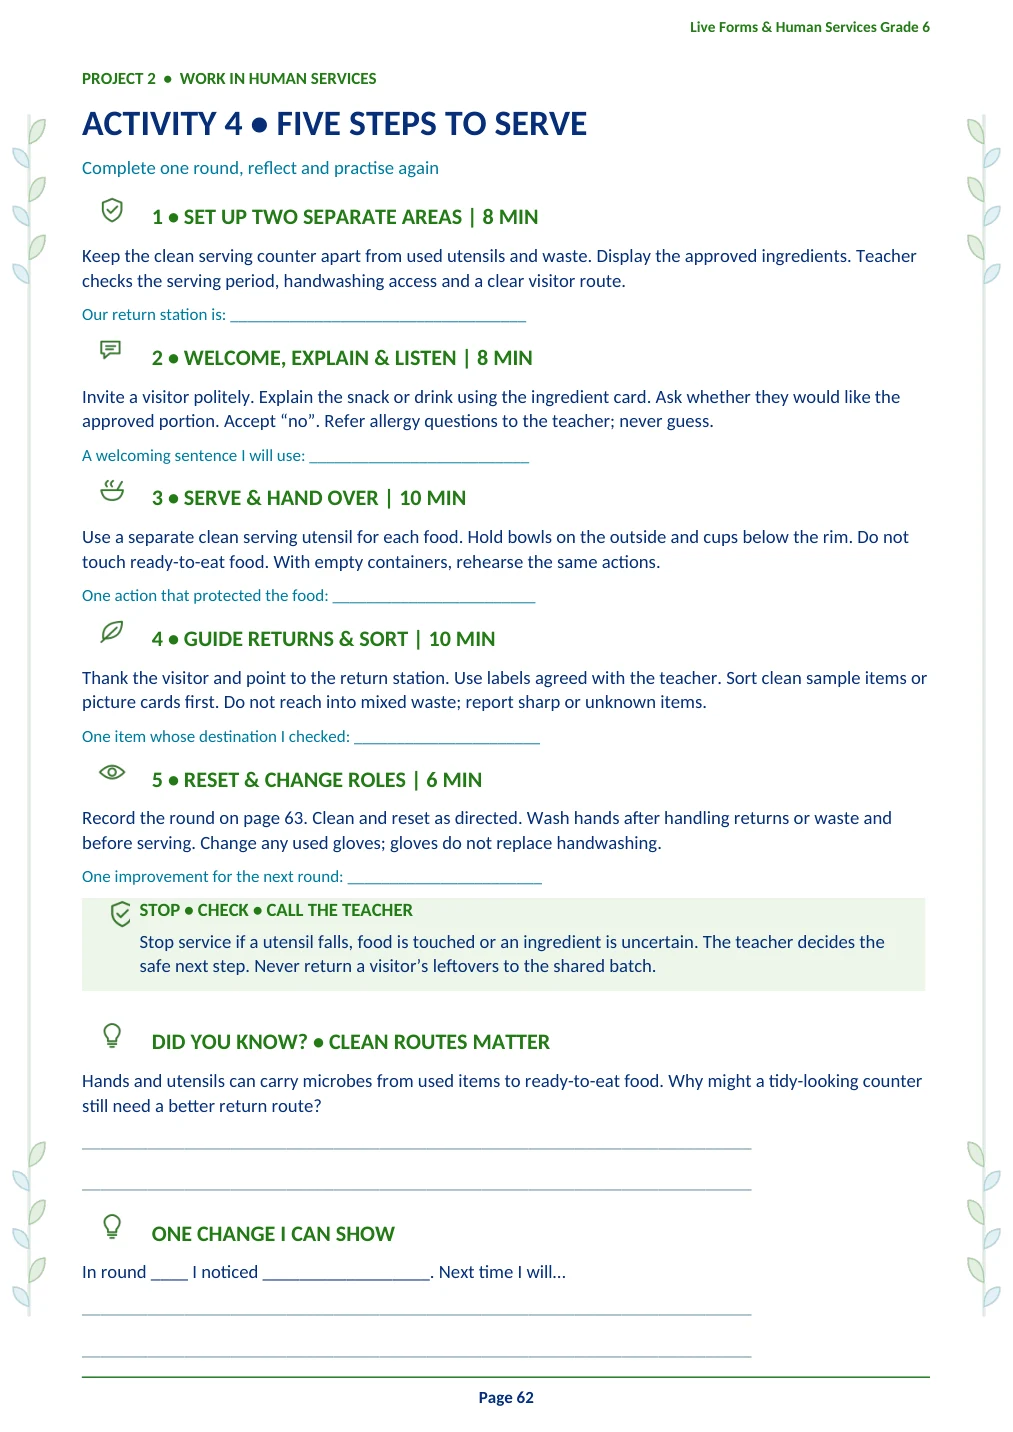 Live Forms & Human Services Grade 6
PROJECT 2 ● WORK IN HUMAN SERVICES
ACTIVITY 4 ● FIVE STEPS TO SERVE
Complete one round, reflect and practise again
1 ● SET UP TWO SEPARATE AREAS | 8 MIN
Keep the clean serving counter apart from used utensils and waste. Display the approved ingredients. Teacher
checks the serving period, handwashing access and a clear visitor route.
Our return station is: ___________________________________
2 ● WELCOME, EXPLAIN & LISTEN | 8 MIN
Invite a visitor politely. Explain the snack or drink using the ingredient card. Ask whether they would like the
approved portion. Accept “no”. Refer allergy questions to the teacher; never guess.
A welcoming sentence I will use: __________________________
3 ● SERVE & HAND OVER | 10 MIN
Use a separate clean serving utensil for each food. Hold bowls on the outside and cups below the rim. Do not
touch ready-to-eat food. With empty containers, rehearse the same actions.
One action that protected the food: ________________________
4 ● GUIDE RETURNS & SORT | 10 MIN
Thank the visitor and point to the return station. Use labels agreed with the teacher. Sort clean sample items or
picture cards first. Do not reach into mixed waste; report sharp or unknown items.
One item whose destination I checked: ______________________
5 ● RESET & CHANGE ROLES | 6 MIN
Record the round on page 63. Clean and reset as directed. Wash hands after handling returns or waste and
before serving. Change any used gloves; gloves do not replace handwashing.
One improvement for the next round: _______________________
STOP ● CHECK ● CALL THE TEACHER
Stop service if a utensil falls, food is touched or an ingredient is uncertain. The teacher decides the
safe next step. Never return a visitor’s leftovers to the shared batch.
DID YOU KNOW? ● CLEAN ROUTES MATTER
Hands and utensils can carry microbes from used items to ready-to-eat food. Why might a tidy-looking counter
still need a better return route?
ONE CHANGE I CAN SHOW
In round ____ I noticed __________________. Next time I will…
Page 62